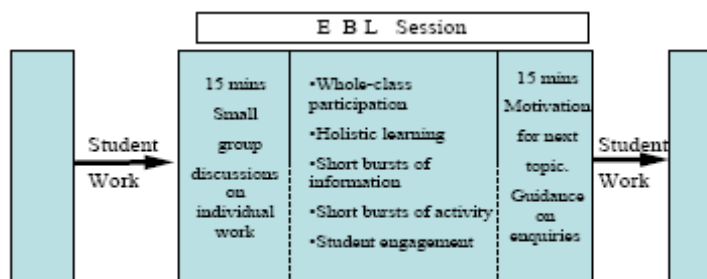 E B L Session
Student
Work
15 mins
Small
group
discussions
on
individual
work
•Whole-class
participation
•Holistic learning
•Short bursts of
information
•Short bursts of activity
•Student engagement
15 mins
Motivation
for next
topic.
Guidance
on
enquiries
Student
Work